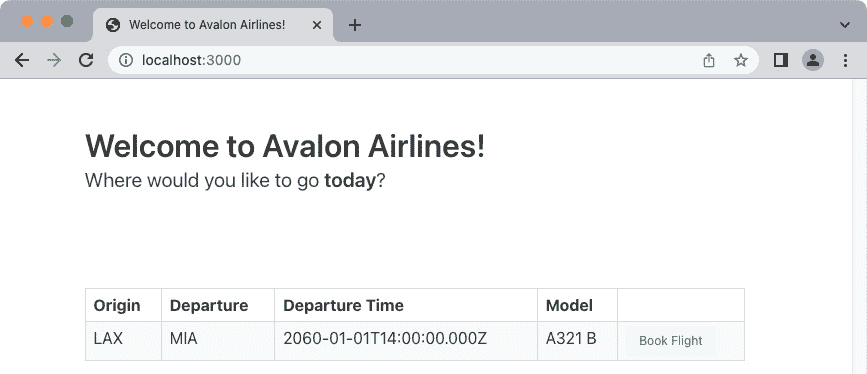 Welcome to Avalon Airlines!
localhost:3000
Welcome to Avalon Airlines!
Where would you like to go today?
Origin Departure Departure Time Model
LAX MIA 2060-01-01T14:00:00.000Z A321 B Book Flight